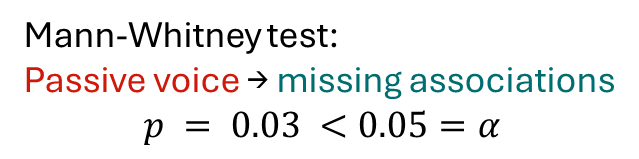 Mann-Whitney test:
Passive voice → missing associations
p = 0.03 < 0.05 = α